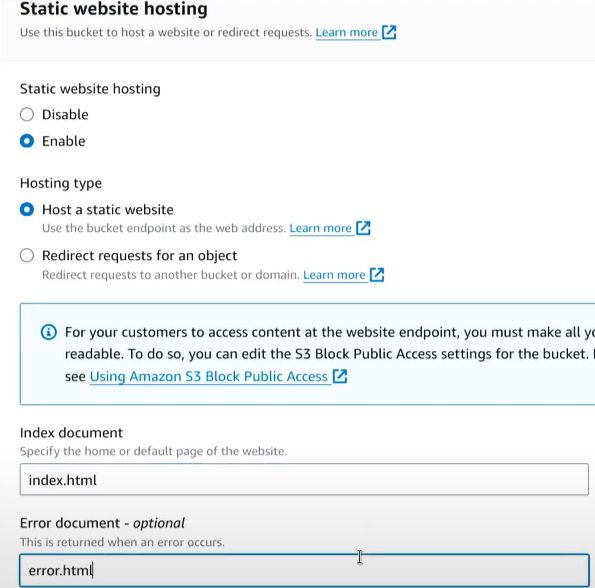 Static website hosting
Use this bucket to host a website or redirect requests. Learn more
Static website hosting
Disable
Enable
Hosting type
Host a static website
Use the bucket endpoint as the web address. Learn more
Redirect requests for an object
Redirect requests to another bucket or domain. Learn more
For your customers to access content at the website endpoint, you must make all
readable. To do so, you can edit the S3 Block Public Access settings for the bucket.
see Using Amazon S3 Block Public Access
Index document
Specify the home or default page of the website.
index.html
Error document - optional
This is returned when an error occurs.
error.html